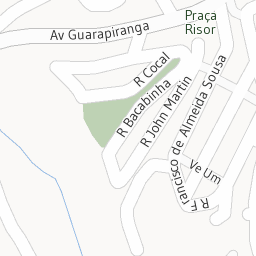 Praça
Risor
Av Guarapiranga
R Cocal
R Bacabinha
R John Martin
R Francisco de Almeida Sousa
Ve Um